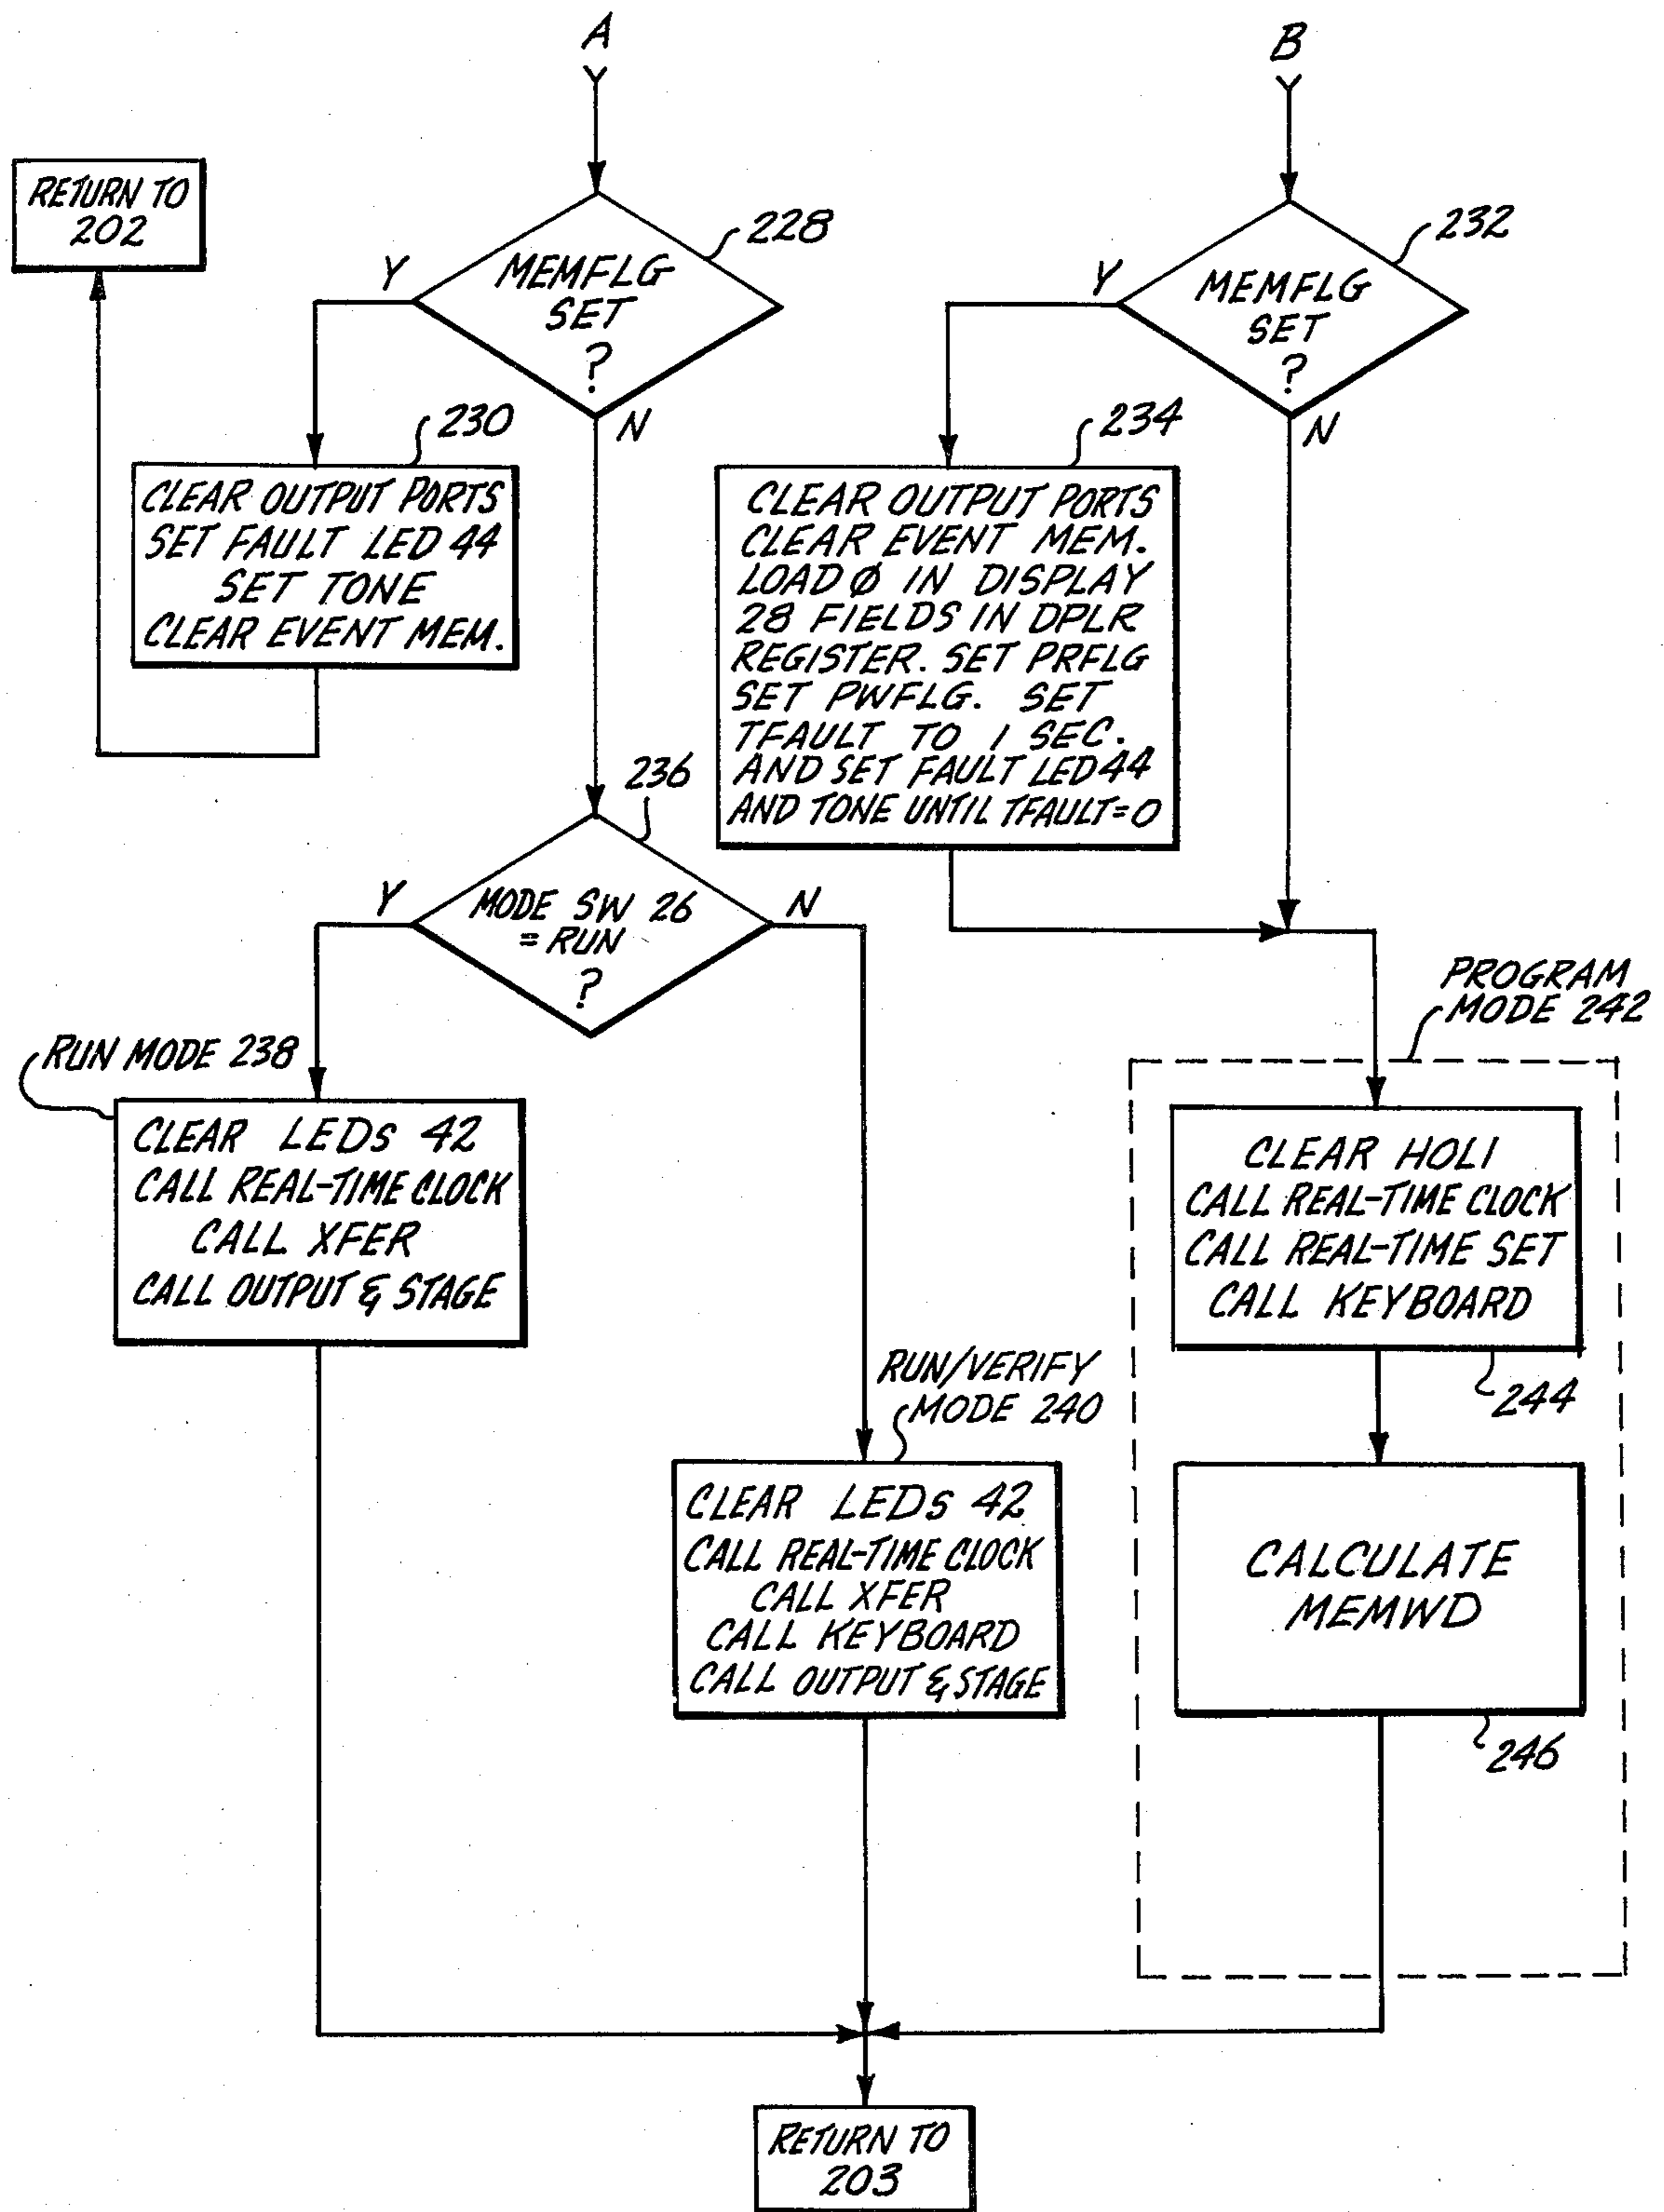 A
B
RETURN TO
202
228
232
Y
MEMFLG
SET
?
N
Y
MEMFLG
SET
?
N
230
CLEAR OUTPUT PORTS
SET FAULT LED 44
SET TONE
CLEAR EVENT MEM.
234
CLEAR OUTPUT PORTS
CLEAR EVENT MEM.
LOAD Ø IN DISPLAY
28 FIELDS IN DPLR
REGISTER. SET PRFLG
SET PWFLG. SET
TFAULT TO 1 SEC.
AND SET FAULT LED 44
AND TONE UNTIL TFAULT=0
236
Y
MODE SW 26
= RUN
?
N
PROGRAM
MODE 242
RUN MODE 238
CLEAR LEDs 42
CALL REAL-TIME CLOCK
CALL XFER
CALL OUTPUT & STAGE
CLEAR HOLI
CALL REAL-TIME CLOCK
CALL REAL-TIME SET
CALL KEYBOARD
244
RUN/VERIFY
MODE 240
CLEAR LEDs 42
CALL REAL-TIME CLOCK
CALL XFER
CALL KEYBOARD
CALL OUTPUT & STAGE
CALCULATE
MEMWD
246
RETURN TO
203